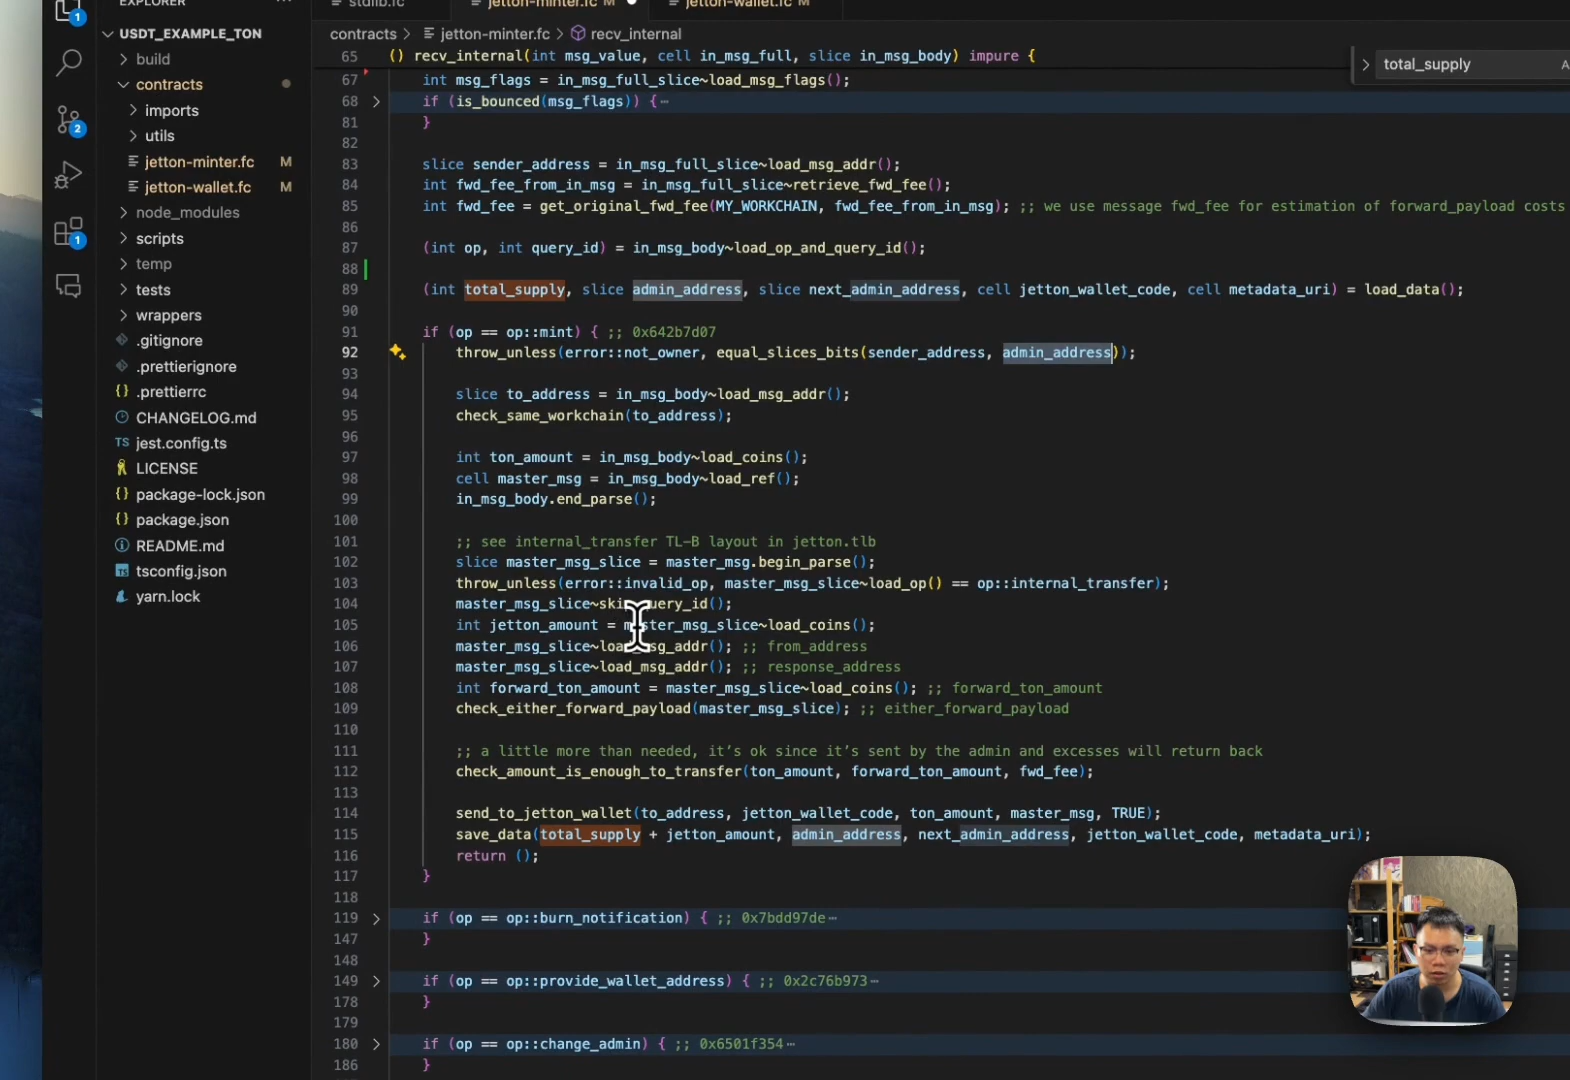 EXPLORER
stdlib.fc
jetton-minter.fc M
jetton-wallet.fc M
1
USDT_EXAMPLE_TON
build
contracts
imports
utils
jetton-minter.fc M
jetton-wallet.fc M
node_modules
scripts
temp
tests
wrappers
.gitignore
.prettierignore
{} .prettierrc
CHANGELOG.md
TS jest.config.ts
LICENSE
{} package-lock.json
{} package.json
README.md
TS tsconfig.json
yarn.lock
2
1
contracts > jetton-minter.fc > recv_internal
total_supply
65 () recv_internal(int msg_value, cell in_msg_full, slice in_msg_body) impure {
67 int msg_flags = in_msg_full_slice~load_msg_flags();
68 if (is_bounced(msg_flags)) {⋯
81 }
82
83 slice sender_address = in_msg_full_slice~load_msg_addr();
84 int fwd_fee_from_in_msg = in_msg_full_slice~retrieve_fwd_fee();
85 int fwd_fee = get_original_fwd_fee(MY_WORKCHAIN, fwd_fee_from_in_msg); ;; we use message fwd_fee for estimation of forward_payload costs
86
87 (int op, int query_id) = in_msg_body~load_op_and_query_id();
88
89 (int total_supply, slice admin_address, slice next_admin_address, cell jetton_wallet_code, cell metadata_uri) = load_data();
90
91 if (op == op::mint) { ;; 0x642b7d07
92 throw_unless(error::not_owner, equal_slices_bits(sender_address, admin_address));
93
94 slice to_address = in_msg_body~load_msg_addr();
95 check_same_workchain(to_address);
96
97 int ton_amount = in_msg_body~load_coins();
98 cell master_msg = in_msg_body~load_ref();
99 in_msg_body.end_parse();
100
101 ;; see internal_transfer TL-B layout in jetton.tlb
102 slice master_msg_slice = master_msg.begin_parse();
103 throw_unless(error::invalid_op, master_msg_slice~load_op() == op::internal_transfer);
104 master_msg_slice~skip_query_id();
105 int jetton_amount = master_msg_slice~load_coins();
106 master_msg_slice~load_msg_addr(); ;; from_address
107 master_msg_slice~load_msg_addr(); ;; response_address
108 int forward_ton_amount = master_msg_slice~load_coins(); ;; forward_ton_amount
109 check_either_forward_payload(master_msg_slice); ;; either_forward_payload
110
111 ;; a little more than needed, it’s ok since it’s sent by the admin and excesses will return back
112 check_amount_is_enough_to_transfer(ton_amount, forward_ton_amount, fwd_fee);
113
114 send_to_jetton_wallet(to_address, jetton_wallet_code, ton_amount, master_msg, TRUE);
115 save_data(total_supply + jetton_amount, admin_address, next_admin_address, jetton_wallet_code, metadata_uri);
116 return ();
117 }
118
119 if (op == op::burn_notification) { ;; 0x7bdd97de⋯
147 }
148
149 if (op == op::provide_wallet_address) { ;; 0x2c76b973⋯
178 }
179
180 if (op == op::change_admin) { ;; 0x6501f354⋯
186 }